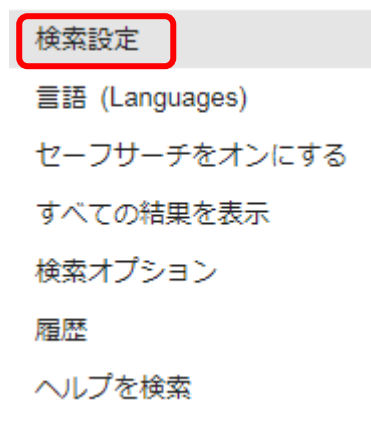 検索設定
言語 (Languages)
セーフサーチをオンにする
すべての結果を表示
検索オプション
履歴
ヘルプを検索